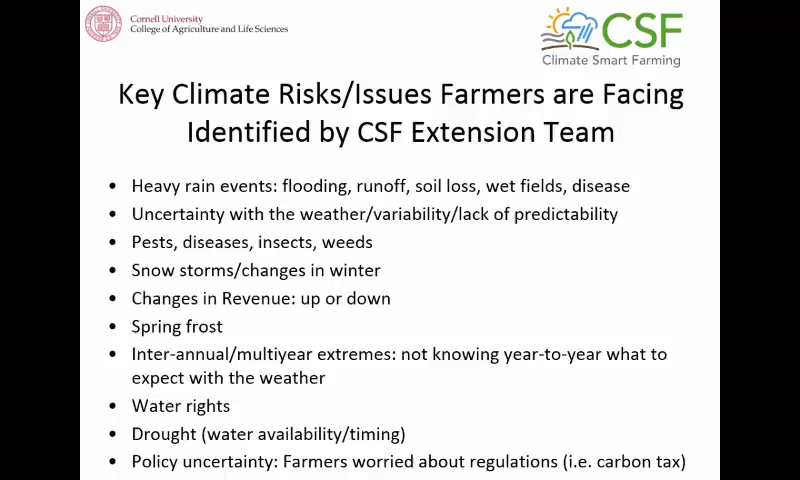 Cornell University
College of Agriculture and Life Sciences
CSF
Climate Smart Farming
Key Climate Risks/Issues Farmers are Facing
Identified by CSF Extension Team
• Heavy rain events: flooding, runoff, soil loss, wet fields, disease
• Uncertainty with the weather/variability/lack of predictability
• Pests, diseases, insects, weeds
• Snow storms/changes in winter
• Changes in Revenue: up or down
• Spring frost
• Inter-annual/multiyear extremes: not knowing year-to-year what to
expect with the weather
• Water rights
• Drought (water availability/timing)
• Policy uncertainty: Farmers worried about regulations (i.e. carbon tax)